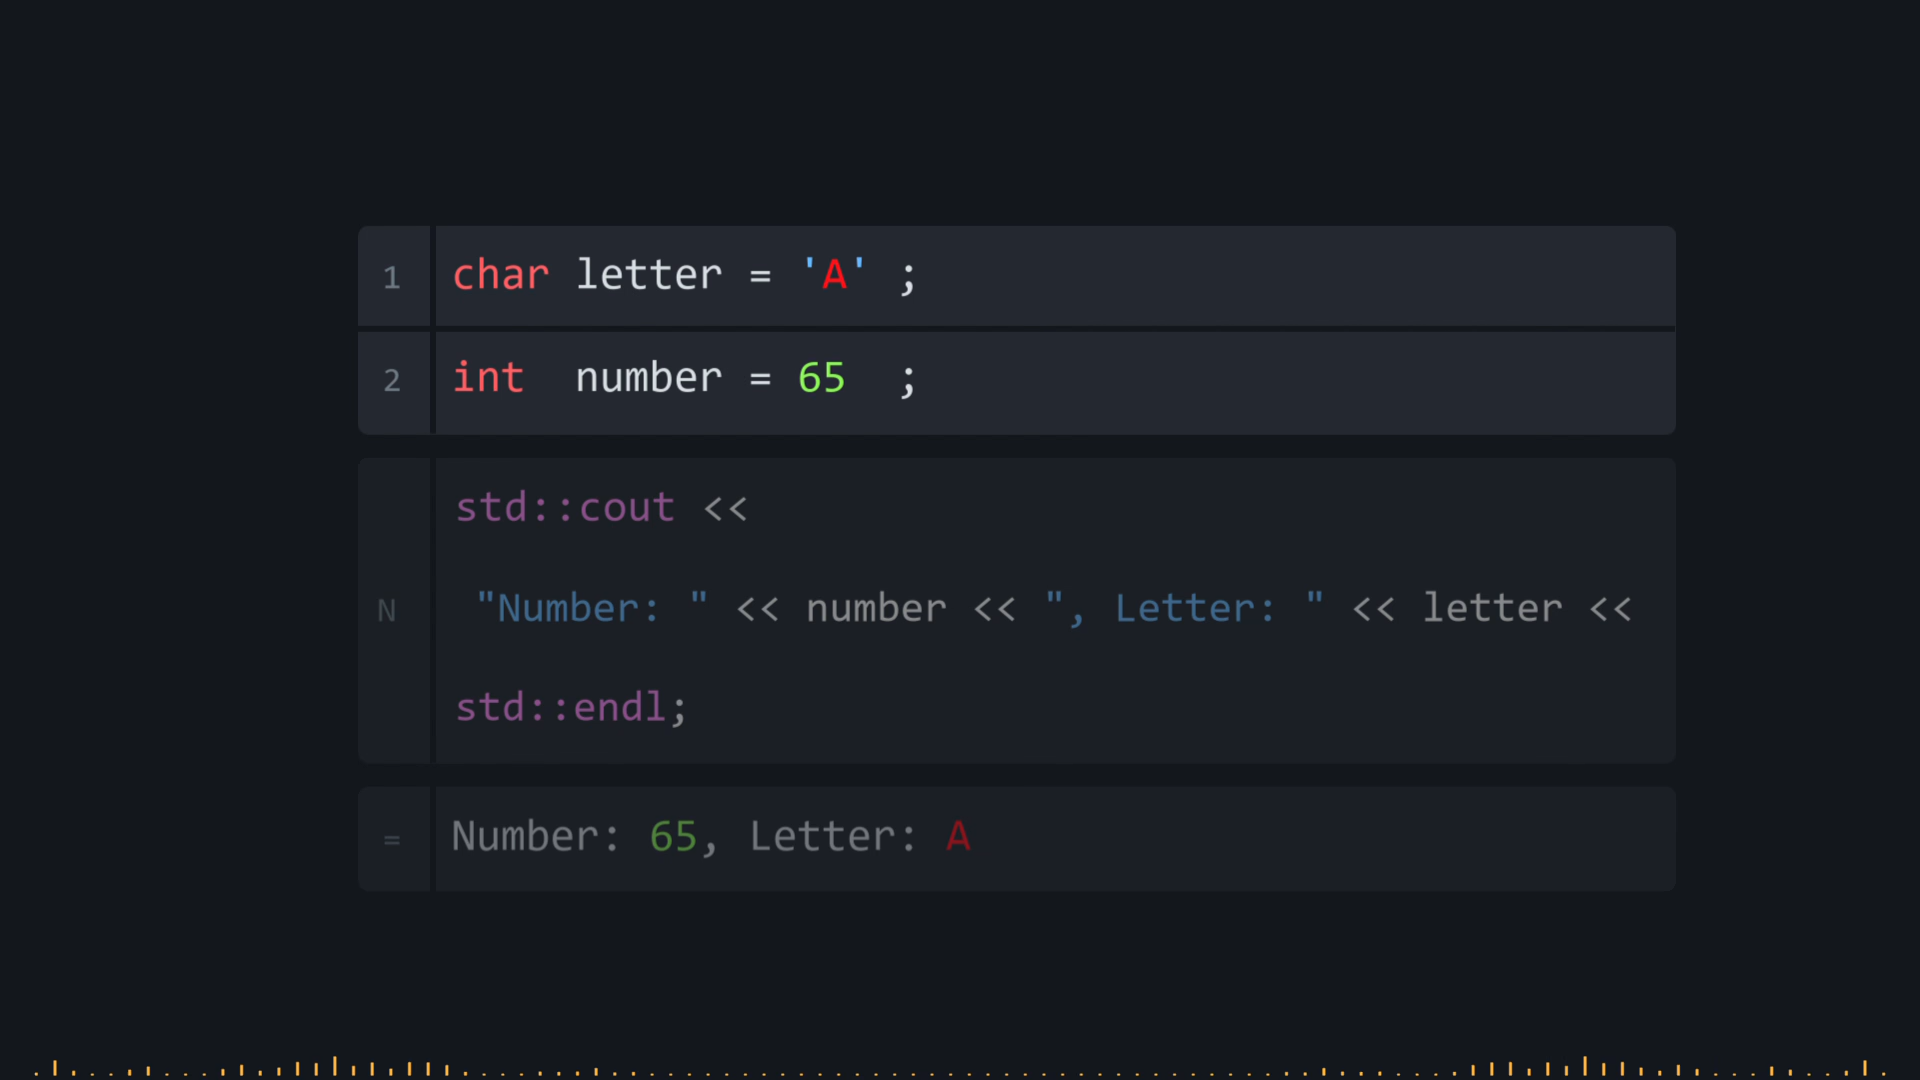 1 char letter = 'A' ;
2 int  number = 65  ;
std::cout <<
N "Number: " << number << ", Letter: " << letter <<
std::endl;
= Number: 65, Letter: A